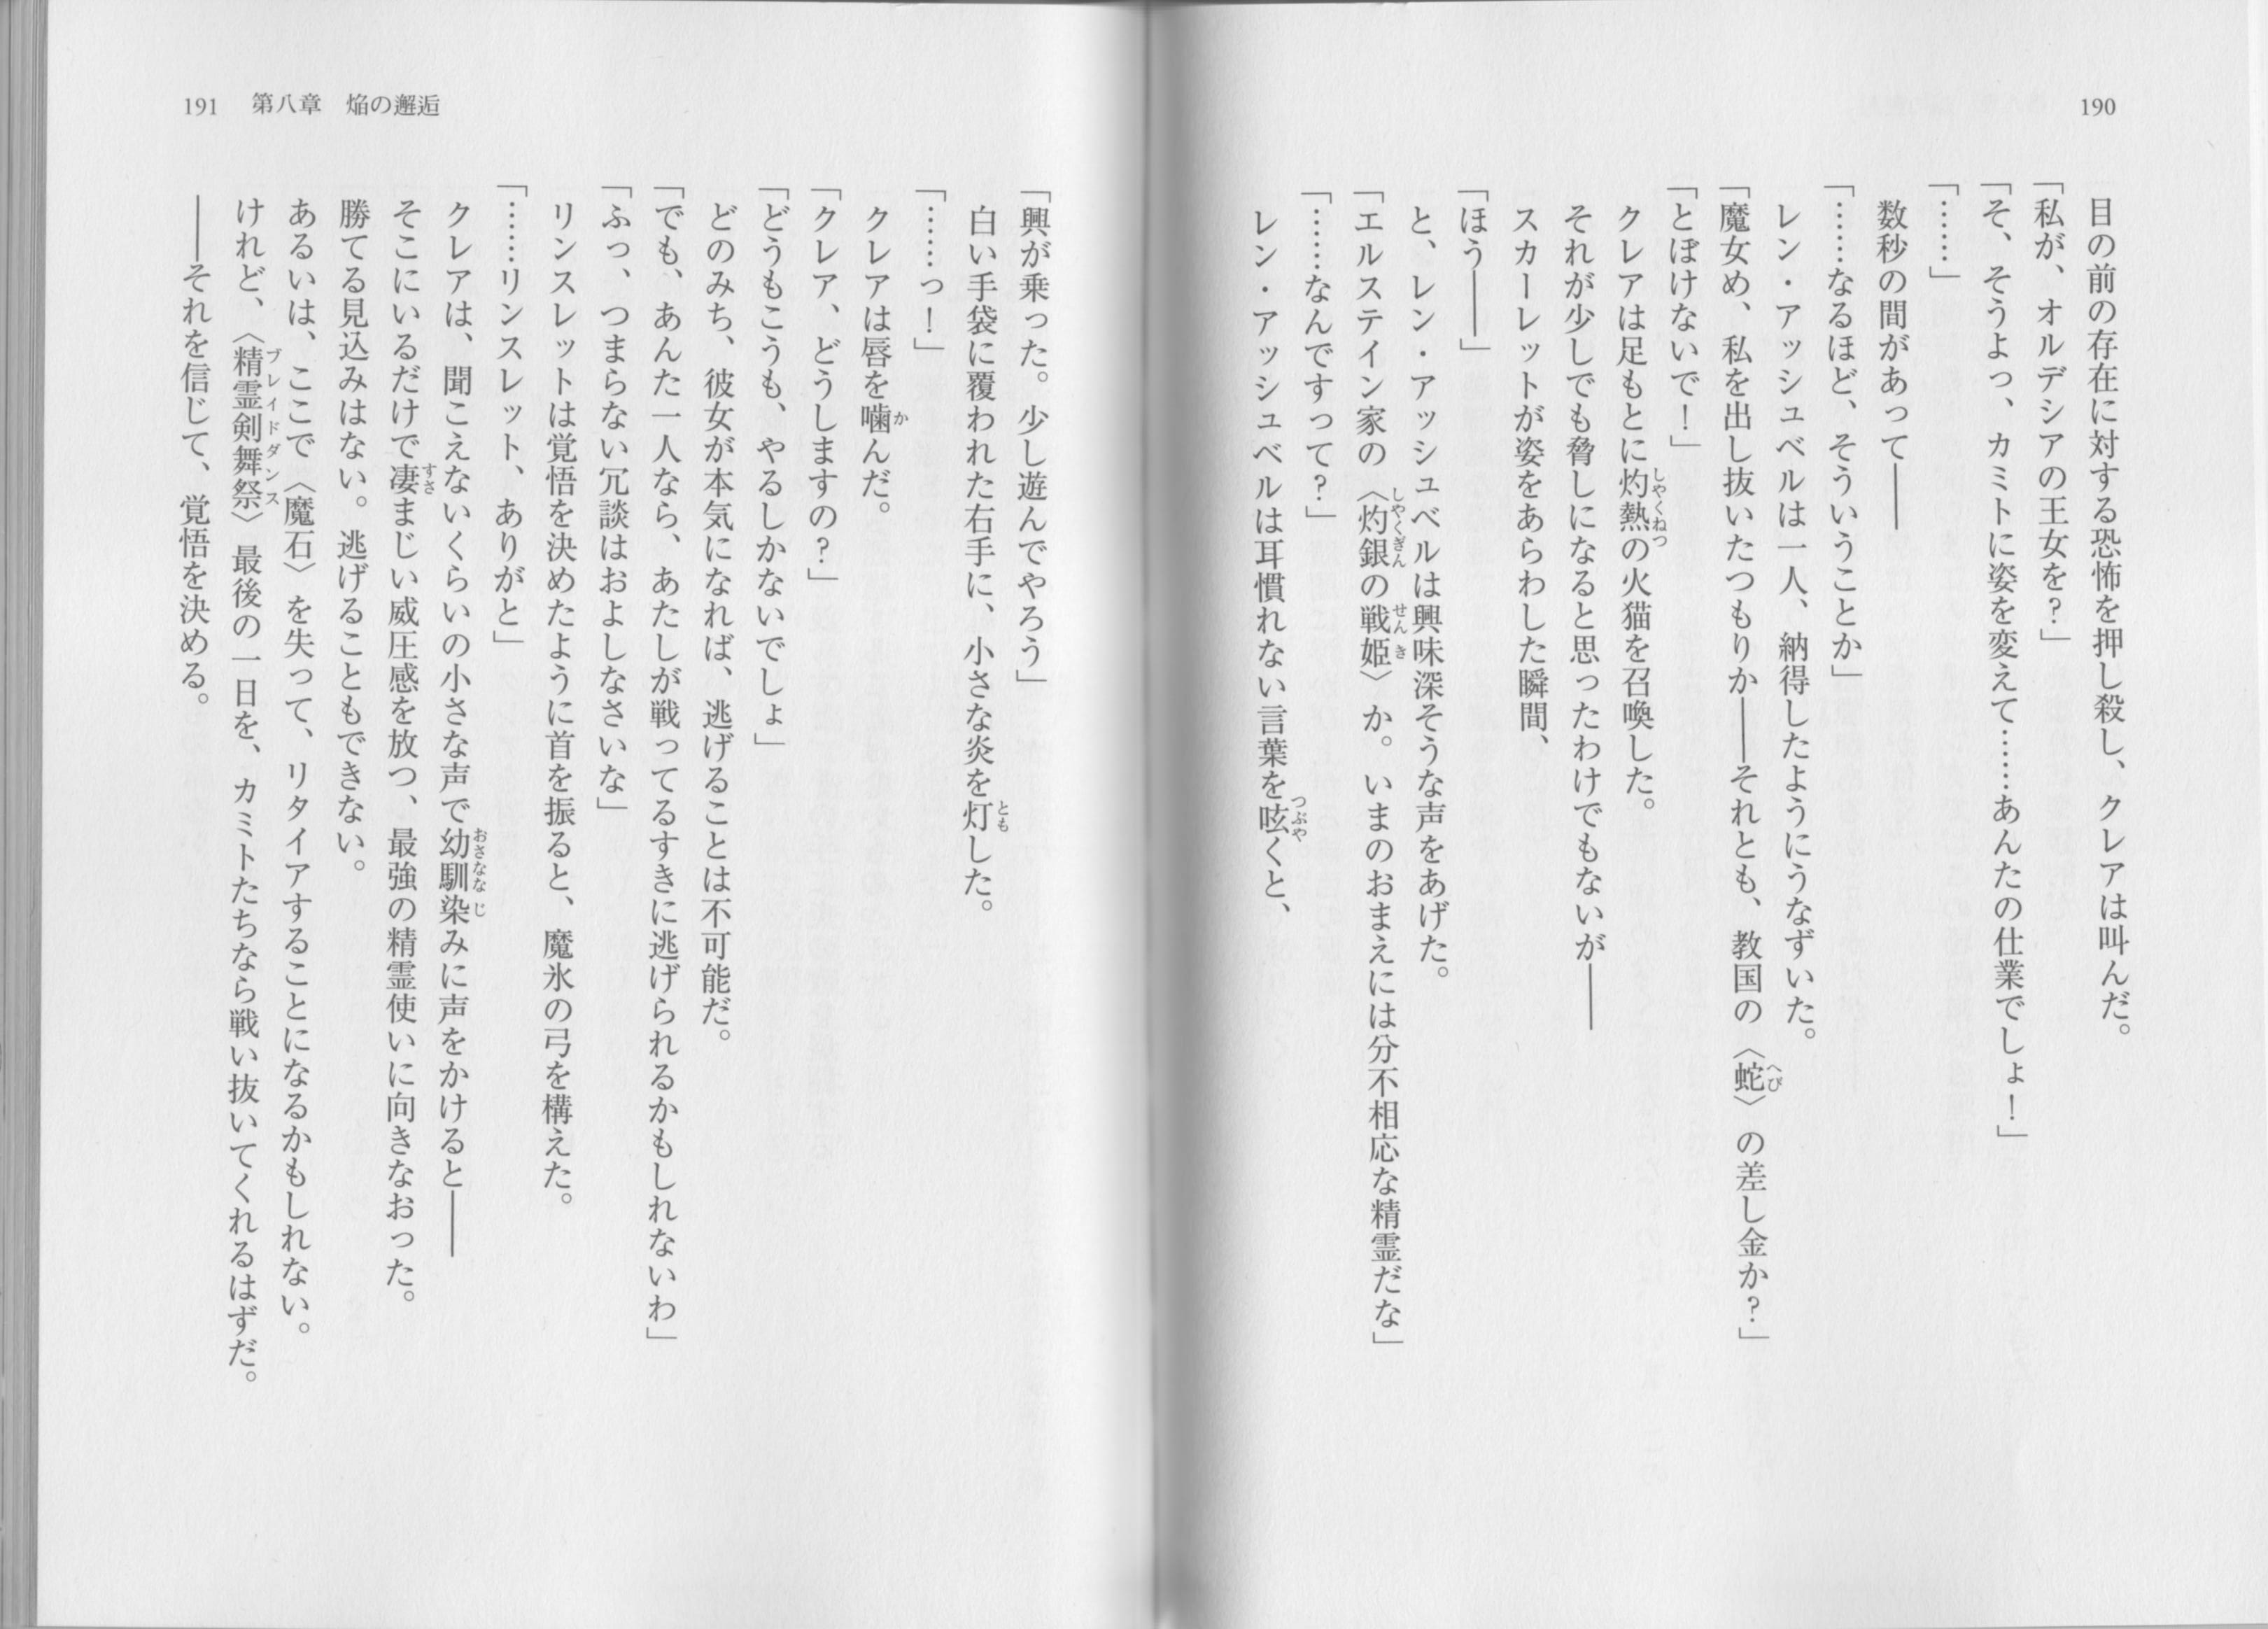 190
目の前の存在に対する恐怖を押し殺し、クレアは叫んだ。
「私が、オルデシアの王女を?」
「そ、そうよっ、カミトに姿を変えて……あんたの仕業でしょ!」
「……」
数秒の間があって――
「……なるほど、そういうことか」
レン・アッシュベルは一人、納得したようにうなずいた。
「魔女め、私を出し抜いたつもりか――それとも、教国の〈蛇〉の差し金か?」
「とぼけないで!」
クレアは足もとに灼熱の火猫を召喚した。
それが少しでも脅しになると思ったわけでもないが――
スカーレットが姿をあらわした瞬間、
「ほう――」
と、レン・アッシュベルは興味深そうな声をあげた。
「エルステイン家の〈灼銀の戦姫〉か。いまのおまえには分不相応な精霊だな」
「……なんですって?」
レン・アッシュベルは耳慣れない言葉を呟くと、
191 第八章 焔の邂逅
「興が乗った。少し遊んでやろう」
白い手袋に覆われた右手に、小さな炎を灯した。
「……っ!」
クレアは唇を噛んだ。
「クレア、どうしますの?」
「どうもこうも、やるしかないでしょ」
どのみち、彼女が本気になれば、逃げることは不可能だ。
「でも、あんた一人なら、あたしが戦ってるすきに逃げられるかもしれないわ」
「ふっ、つまらない冗談はおよしなさいな」
リンスレットは覚悟を決めたように首を振ると、魔氷の弓を構えた。
「……リンスレット、ありがと」
クレアは、聞こえないくらいの小さな声で幼馴染みに声をかけると――
そこにいるだけで凄まじい威圧感を放つ、最強の精霊使いに向きなおった。
勝てる見込みはない。逃げることもできない。
あるいは、ここで〈魔石〉を失って、リタイアすることになるかもしれない。
けれど、〈精霊剣舞祭〉最後の一日を、カミトたちなら戦い抜いてくれるはずだ。
――それを信じて、覚悟を決める。